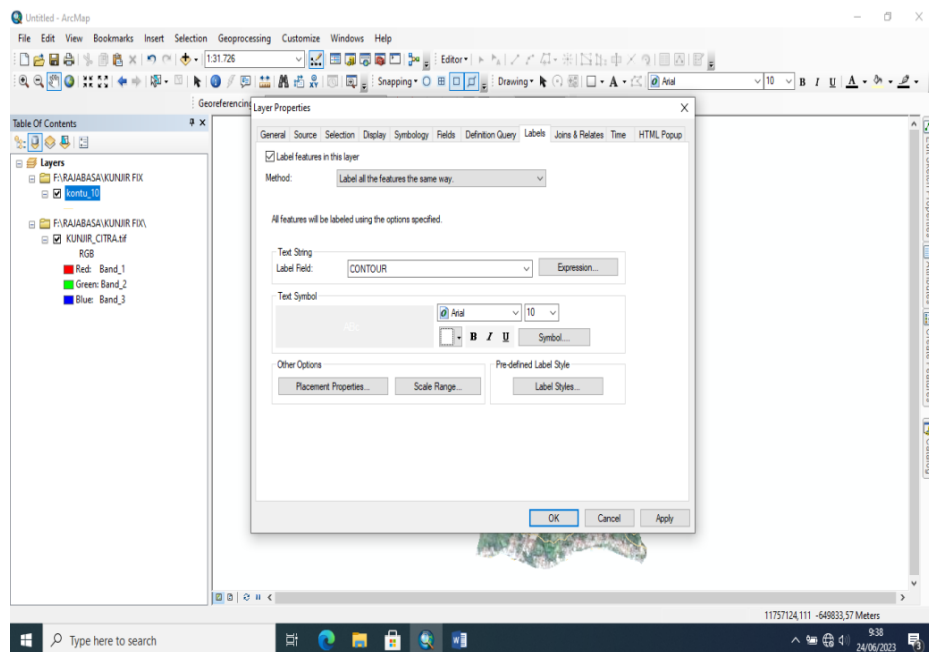 Untitled - ArcMap
File Edit View Bookmarks Insert Selection Geoprocessing Customize Windows Help
1:31.726 Editor
Snapping Drawing A Arial 10 B I U A
Georeferencing
Table Of Contents
Layers
F:\RAJABASA\KUNJIR FIX
kontu_10
F:\RAJABASA\KUNJIR FIX\
KUNJIR_CITRA.tif
RGB
Red: Band_1
Green: Band_2
Blue: Band_3
Layer Properties
General Source Selection Display Symbology Fields Definition Query Labels Joins & Relates Time HTML Popup
Label features in this layer
Method: Label all the features the same way.
All features will be labeled using the options specified.
Text String
Label Field: CONTOUR Expression...
Text Symbol
Arial 10
B I U Symbol...
Other Options
Placement Properties... Scale Range...
Pre-defined Label Style
Label Styles...
OK Cancel Apply
Attributes
Create Features
Catalog
11757124,111 -649833,57 Meters
Type here to search
9:38
24/06/2023